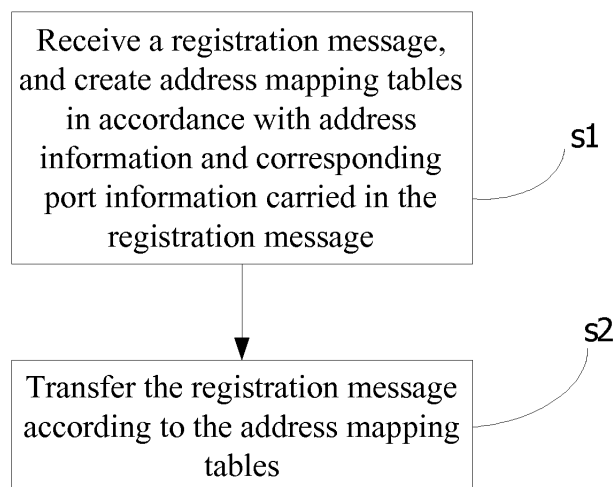 Receive a registration message,
and create address mapping tables
in accordance with address
information and corresponding
port information carried in the
registration message
s1
s2
Transfer the registration message
according to the address mapping
tables